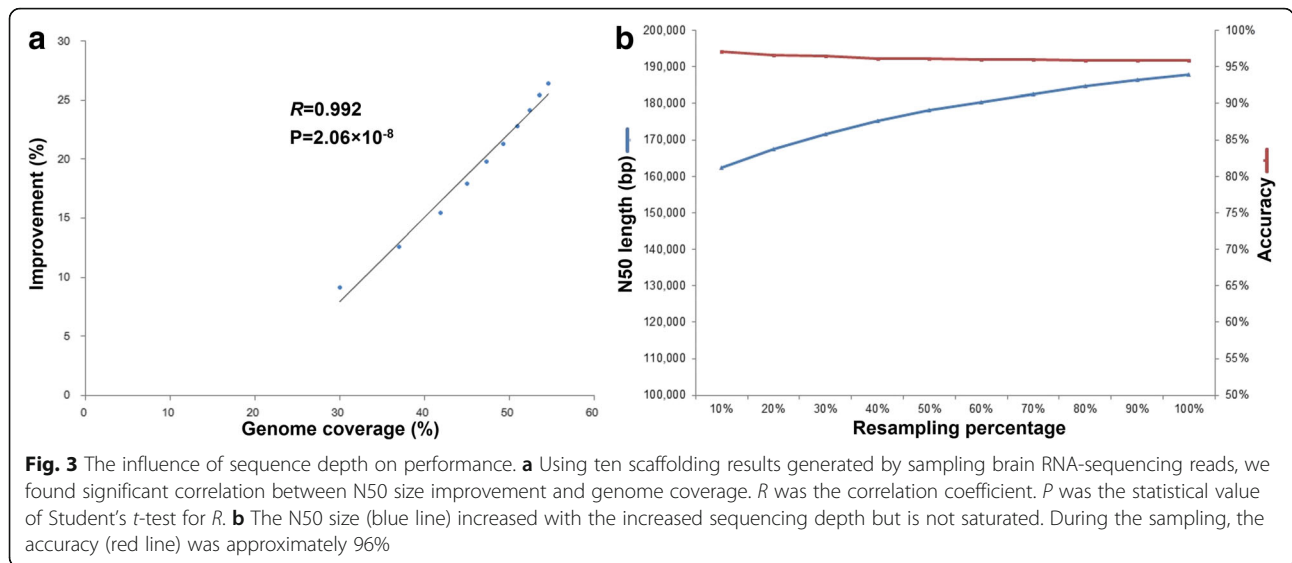 a
30
25
20
15
10
5
0
Improvement (%)
R=0.992
P=2.06×10-8
0 10 20 30 40 50 60
Genome coverage (%)
b
200,000
190,000
180,000
170,000
160,000
150,000
140,000
130,000
120,000
110,000
100,000
N50 length (bp)
100%
95%
90%
85%
80%
75%
70%
65%
60%
55%
50%
Accuracy
10% 20% 30% 40% 50% 60% 70% 80% 90% 100%
Resampling percentage
Fig. 3 The influence of sequence depth on performance. a Using ten scaffolding results generated by sampling brain RNA-sequencing reads, we
found significant correlation between N50 size improvement and genome coverage. R was the correlation coefficient. P was the statistical value
of Student's t-test for R. b The N50 size (blue line) increased with the increased sequencing depth but is not saturated. During the sampling, the
accuracy (red line) was approximately 96%